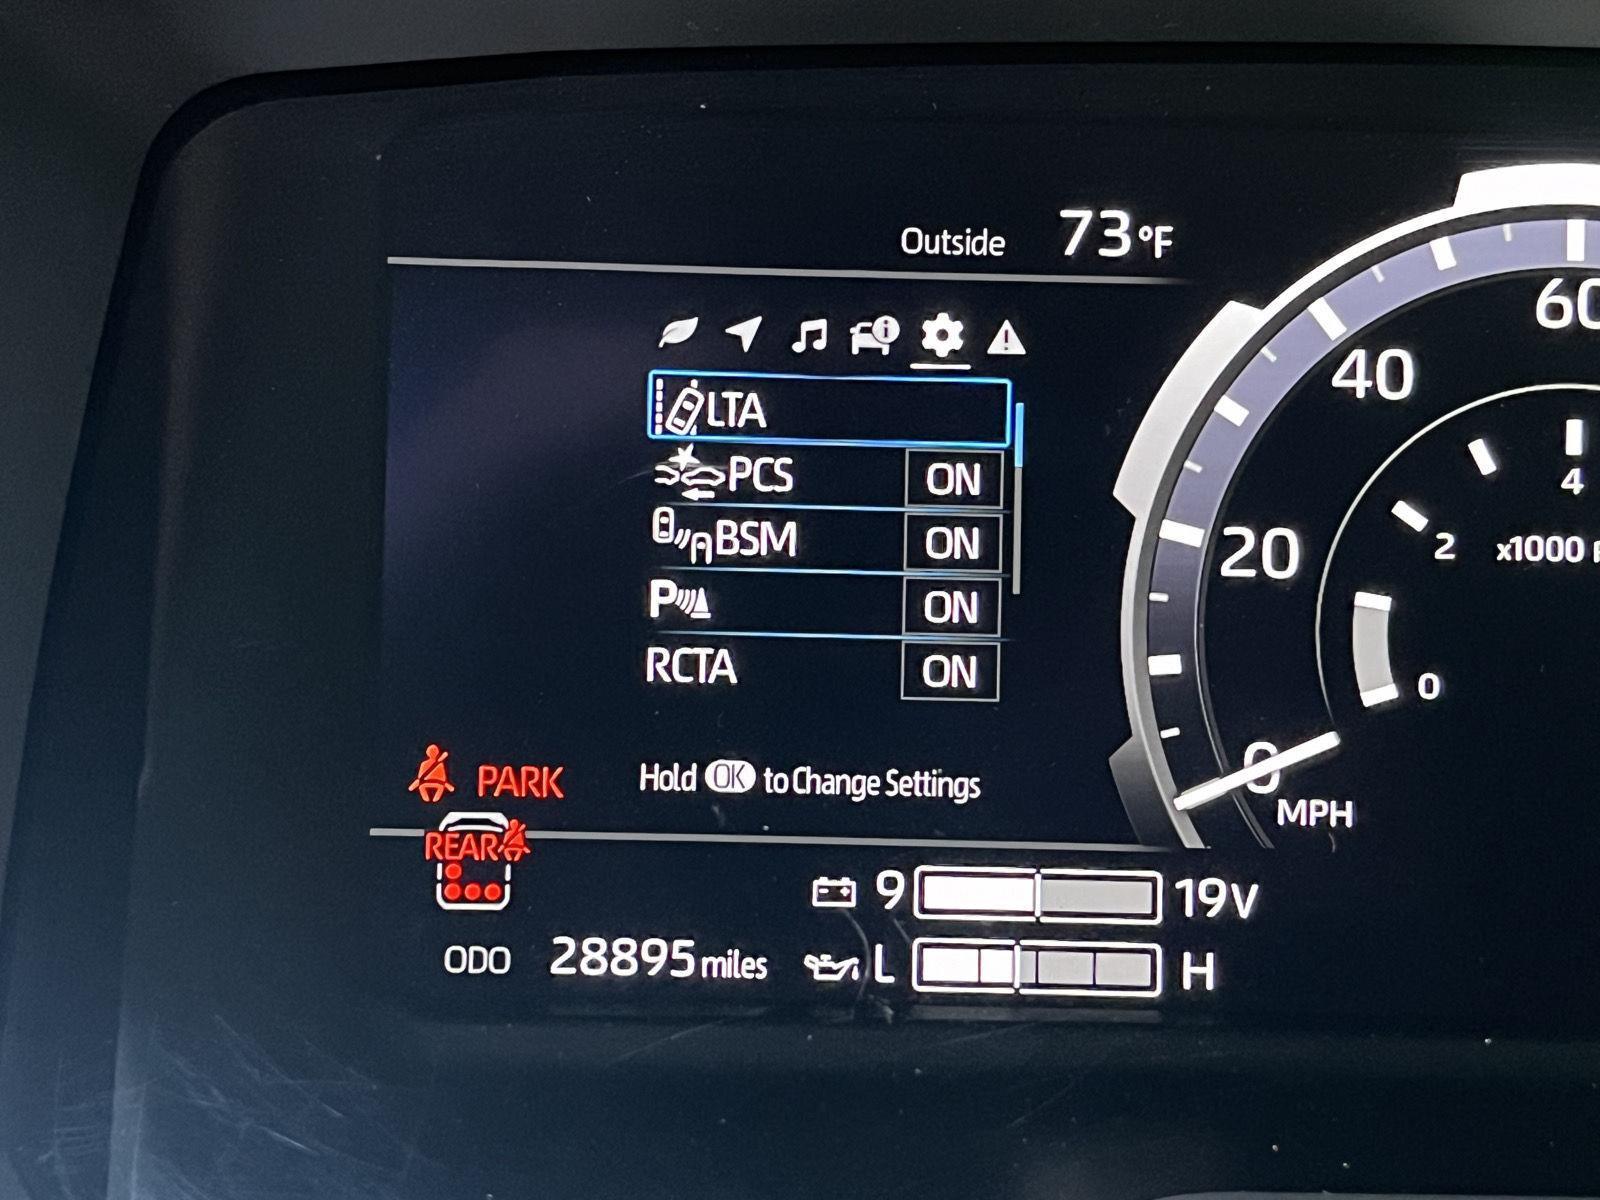 Outside 73°F
LTA
PCS ON
BSM ON
P ON
RCTA ON
Hold OK to Change Settings
PARK
REAR
9 19V
ODO 28895 miles L H
60
40
20
0
MPH
4
2
x1000
0